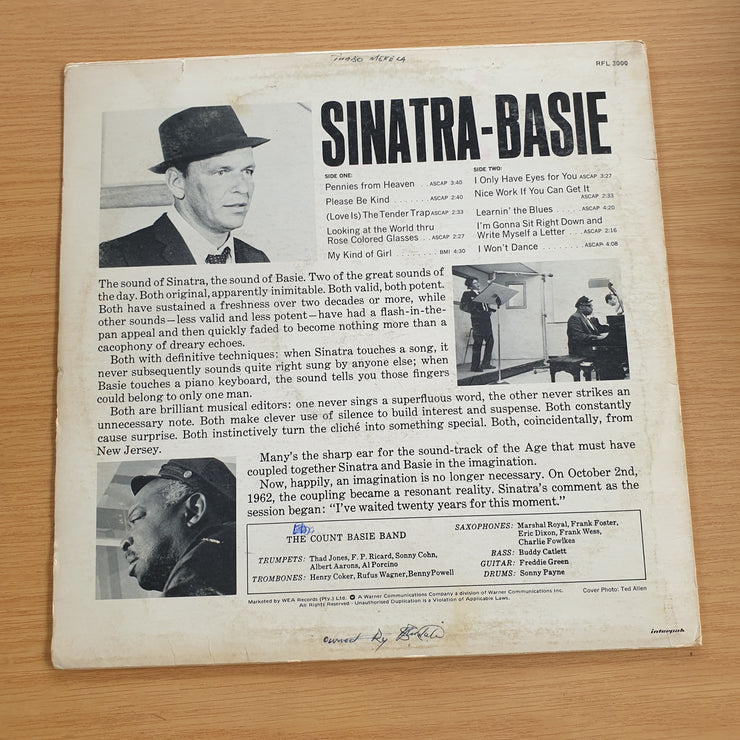 THABO MEKELA
RFL 3000
SINATRA-BASIE
SIDE ONE:
Pennies from Heaven . . ASCAP 3:40
Please Be Kind . . . . . ASCAP 2:40
(Love Is) The Tender Trap ASCAP 2:33
Looking at the World thru
Rose Colored Glasses . . ASCAP 2:27
My Kind of Girl . . . . . . . BMI 4:30
SIDE TWO:
I Only Have Eyes for You ASCAP 3:27
Nice Work If You Can Get It
. . . . . ASCAP 2:33
Learnin' the Blues . . . . . ASCAP 4:20
I'm Gonna Sit Right Down and
Write Myself a Letter . . . ASCAP 2:16
I Won't Dance . . . . . . . . ASCAP 4:08
The sound of Sinatra, the sound of Basie. Two of the great sounds of
the day. Both original, apparently inimitable. Both valid, both potent.
Both have sustained a freshness over two decades or more, while
other sounds—less valid and less potent—have had a flash-in-the-
pan appeal and then quickly faded to become nothing more than a
cacophony of dreary echoes.
Both with definitive techniques: when Sinatra touches a song, it
never subsequently sounds quite right sung by anyone else; when
Basie touches a piano keyboard, the sound tells you those fingers
could belong to only one man.
Both are brilliant musical editors: one never sings a superfluous word, the other never strikes an
unnecessary note. Both make clever use of silence to build interest and suspense. Both constantly
cause surprise. Both instinctively turn the cliché into something special. Both, coincidentally, from
New Jersey.
Many's the sharp ear for the sound-track of the Age that must have
coupled together Sinatra and Basie in the imagination.
Now, happily, an imagination is no longer necessary. On October 2nd,
1962, the coupling became a resonant reality. Sinatra's comment as the
session began: "I've waited twenty years for this moment."
THE COUNT BASIE BAND
TRUMPETS: Thad Jones, F. P. Ricard, Sonny Cohn,
Albert Aarons, Al Porcino
TROMBONES: Henry Coker, Rufus Wagner, Benny Powell
SAXOPHONES: Marshal Royal, Frank Foster,
Eric Dixon, Frank Wess,
Charlie Fowlkes
BASS: Buddy Catlett
GUITAR: Freddie Green
DRUMS: Sonny Payne
Marketed by WEA Records (Pty.) Ltd. A Warner Communications Company a division of Warner Communications Inc.
All Rights Reserved · Unauthorised Duplication is a Violation of Applicable Laws.
Cover Photo: Ted Allen
interpak
owned By